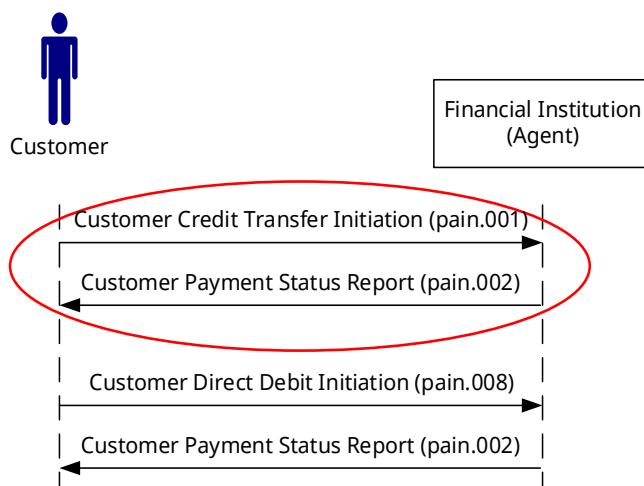 Financial Institution
(Agent)
Customer
Customer Credit Transfer Initiation (pain.001)
Customer Payment Status Report (pain.002)
Customer Direct Debit Initiation (pain.008)
Customer Payment Status Report (pain.002)